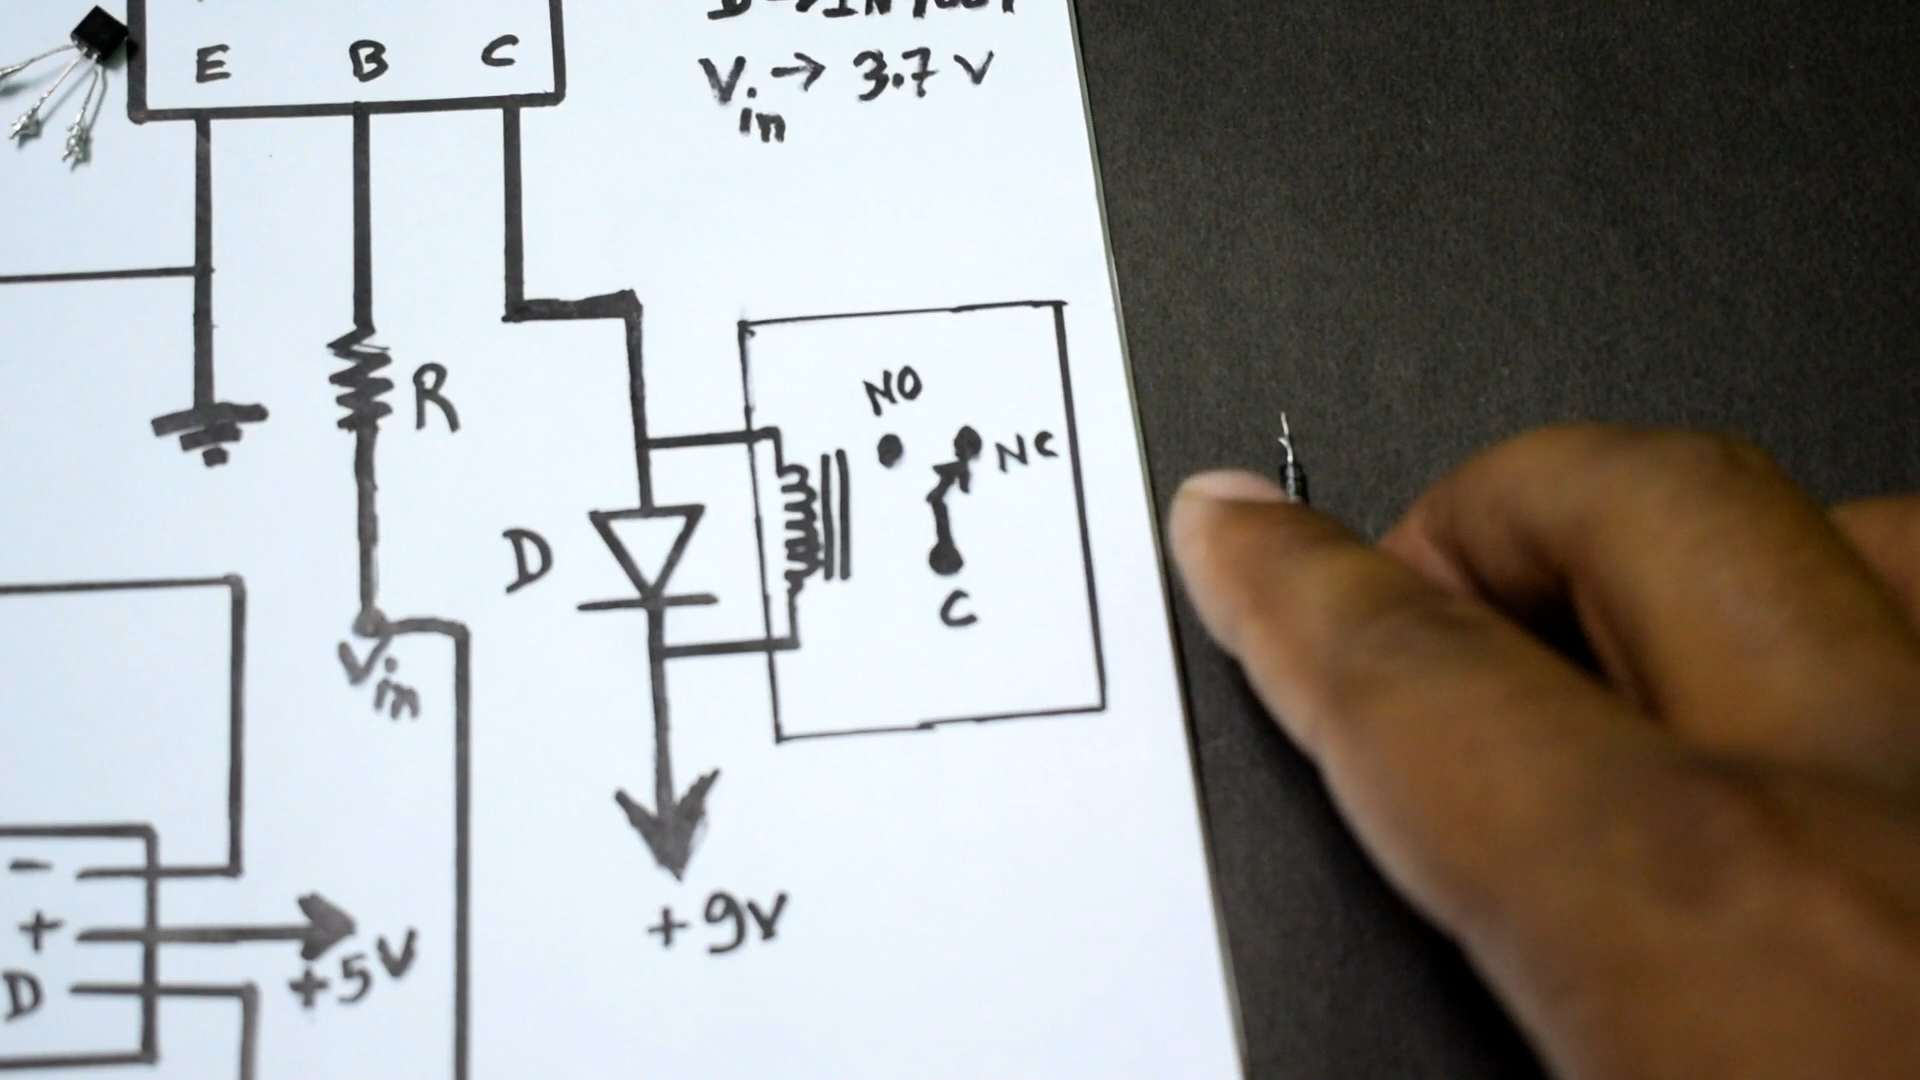 E B C
Vin → 3.7 V
R
NO
NC
D
C
Vin
+9V
-
+
+5V
D